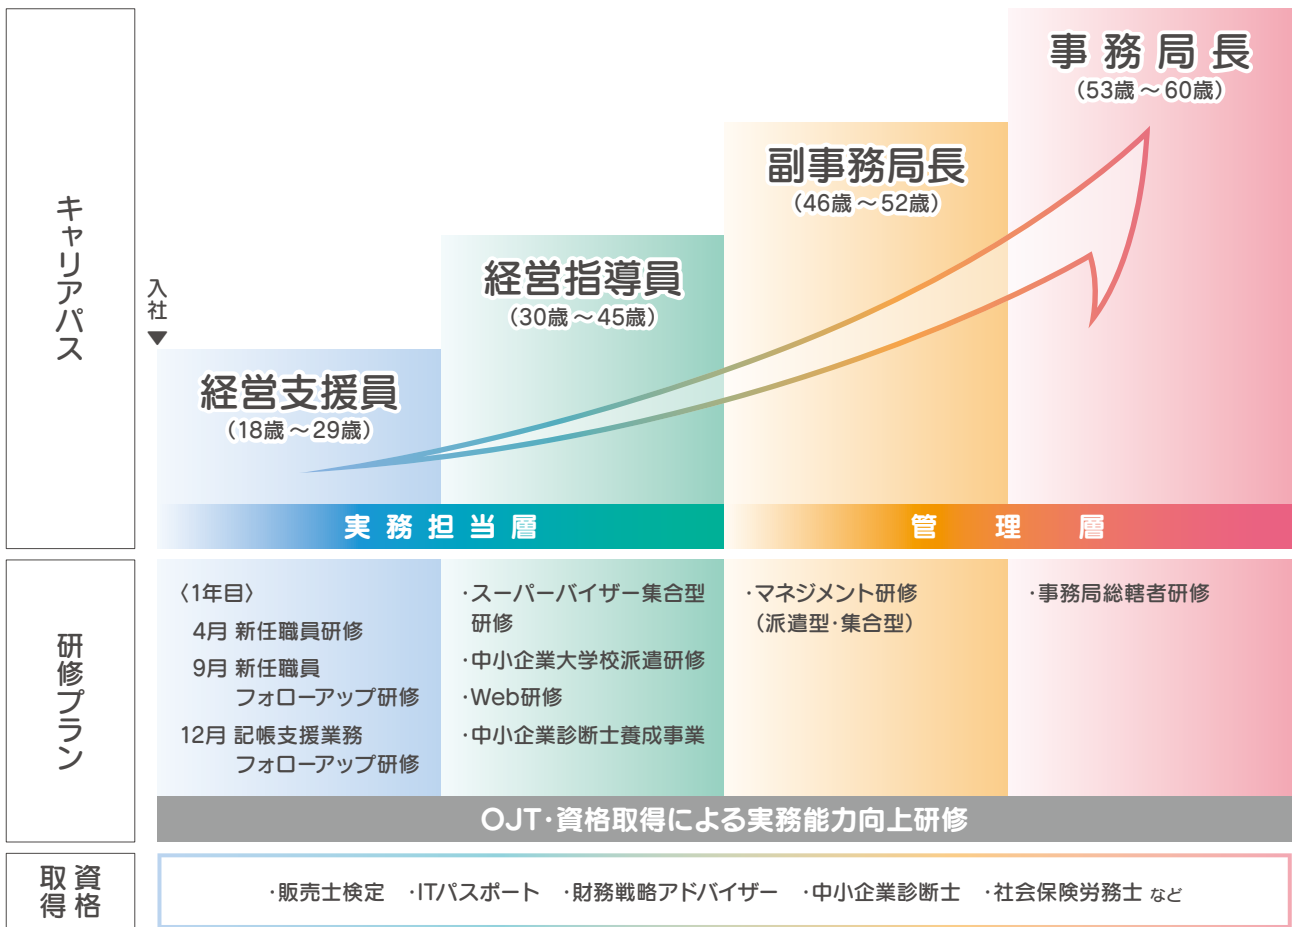 キャリアパス
入社
▼
経営支援員
（18歳～29歳）
経営指導員
（30歳～45歳）
副事務局長
（46歳～52歳）
事務局長
（53歳～60歳）
実務担当層
管理層
研修プラン
〈1年目〉
4月 新任職員研修
9月 新任職員
フォローアップ研修
12月 記帳支援業務
フォローアップ研修
・スーパーバイザー集合型
研修
・中小企業大学校派遣研修
・Web研修
・中小企業診断士養成事業
・マネジメント研修
（派遣型・集合型）
・事務局総轄者研修
OJT・資格取得による実務能力向上研修
資格
取得
・販売士検定 ・ITパスポート ・財務戦略アドバイザー ・中小企業診断士 ・社会保険労務士 など